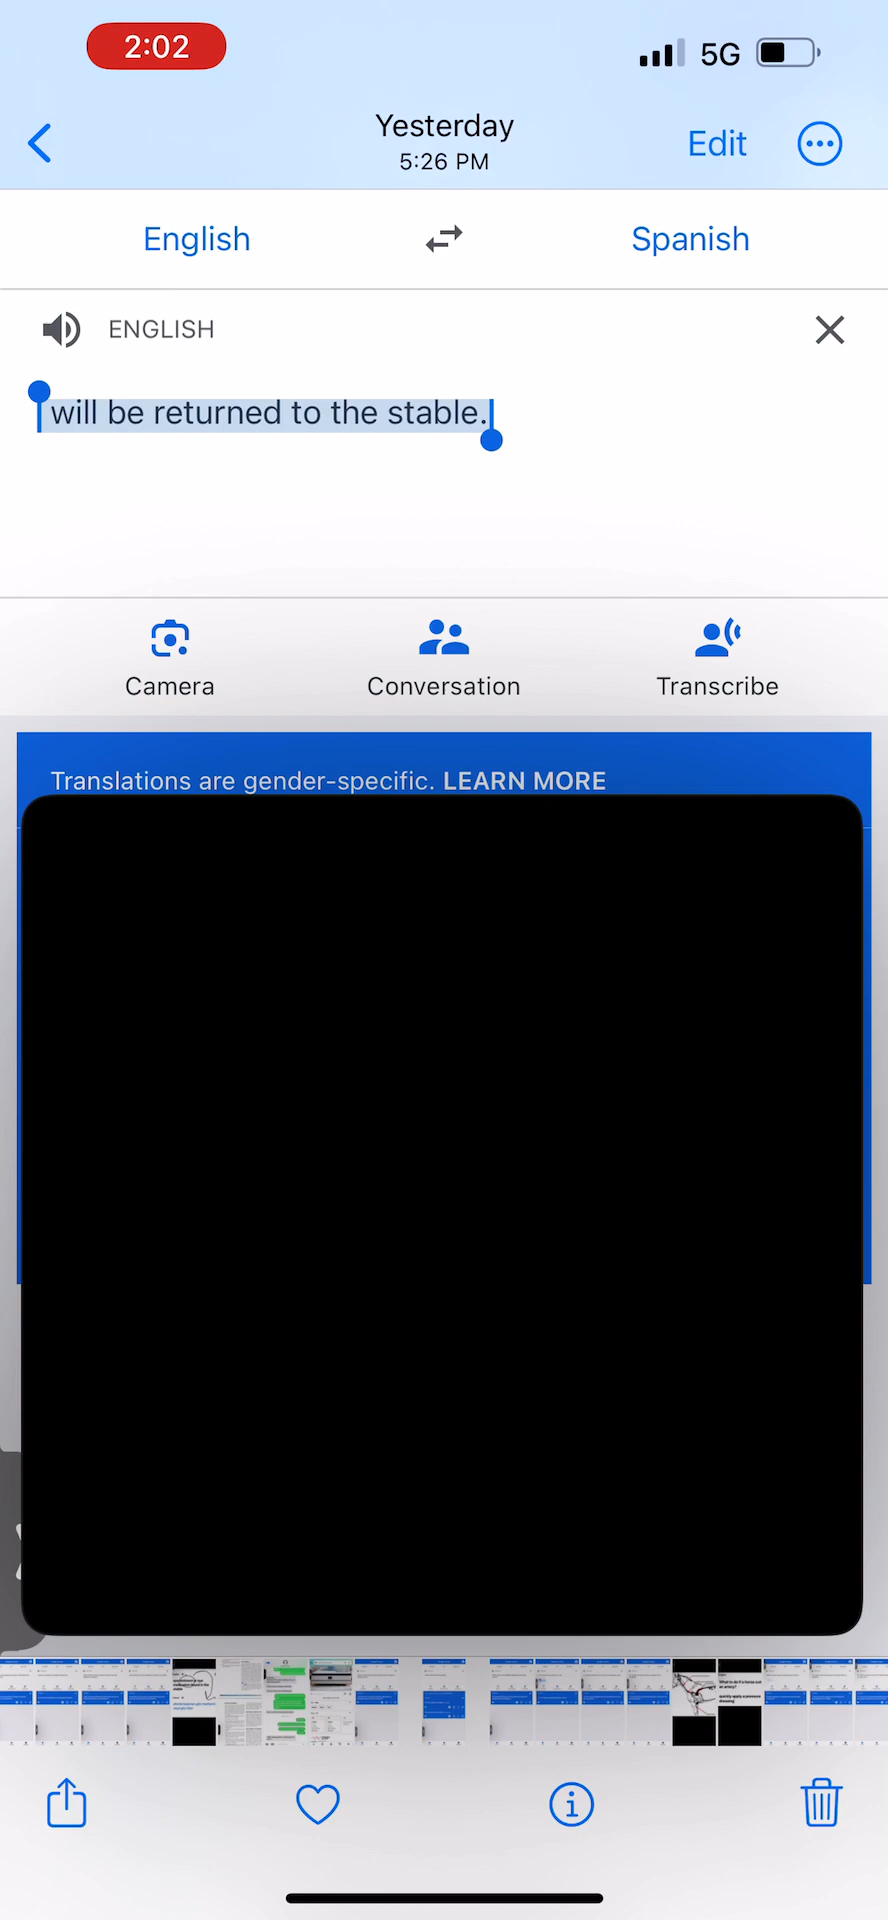 2:02
5G
Yesterday
5:26 PM
Edit
English
Spanish
ENGLISH
will be returned to the stable.
Camera
Conversation
Transcribe
Translations are gender-specific. LEARN MORE